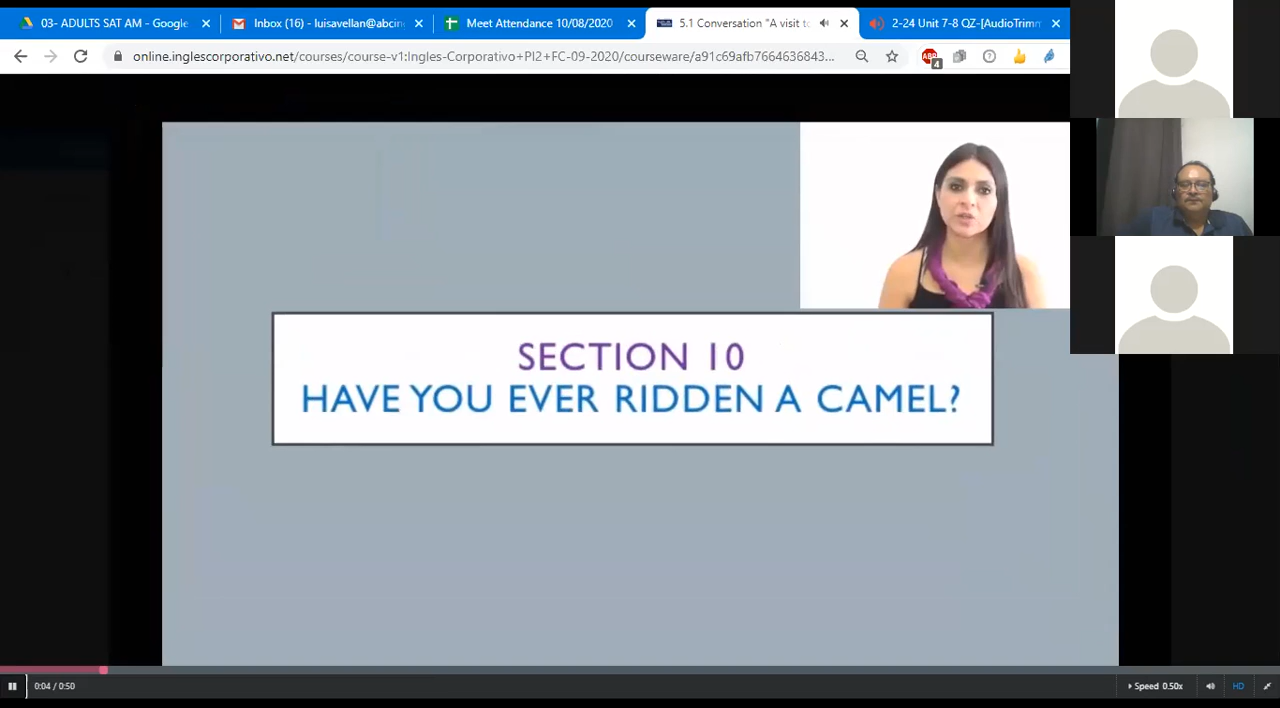 03- ADULTS SAT AM - Google
Inbox (16) - luisavellan@abcin
Meet Attendance 10/08/2020
5.1 Conversation "A visit to
2-24 Unit 7-8 QZ-[AudioTrimm
online.inglescorporativo.net/courses/course-v1:Ingles-Corporativo+PI2+FC-09-2020/courseware/a91c69afb7664636843...
ABP
4
SECTION 10
HAVE YOU EVER RIDDEN A CAMEL?
0:04 / 0:50
Speed 0.50x
HD